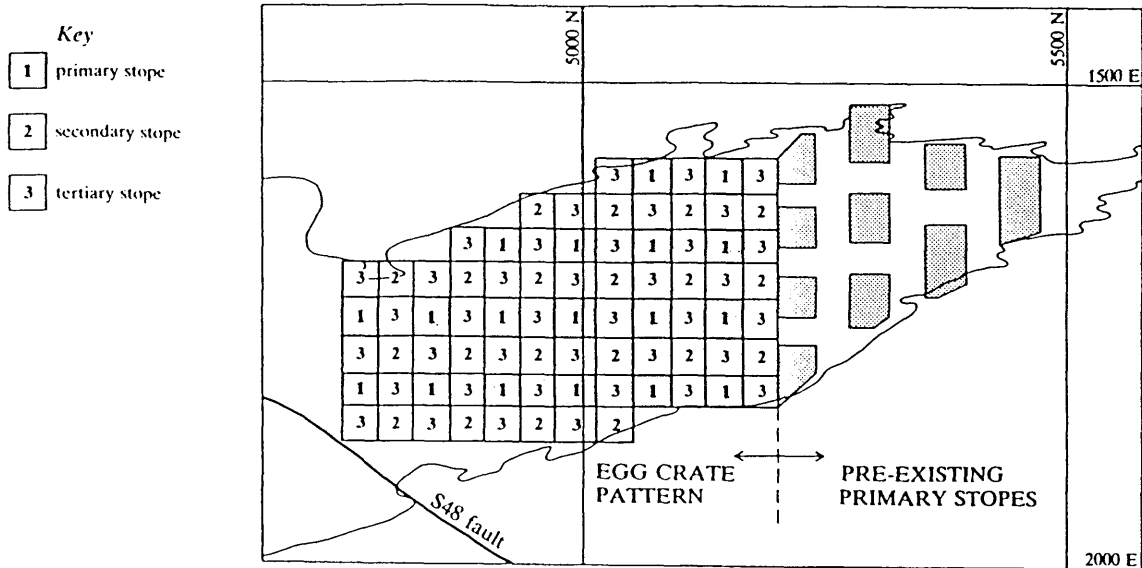 Key
1 primary stope
2 secondary stope
3 tertiary stope
5000 N
5500 N
1500 E
3 1 3 1 3
2 3 2 3 2 3 2
3 1 3 1 3 1 3 1 3
3 2 3 2 3 2 3 2 3 2 3 2
1 3 1 3 1 3 1 3 1 3 1 3
3 2 3 2 3 2 3 2 3 2 3 2
1 3 1 3 1 3 1 3 1 3 1 3
3 2 3 2 3 2 3 2
EGG CRATE
PATTERN
PRE-EXISTING
PRIMARY STOPES
S48 fault
2000 E